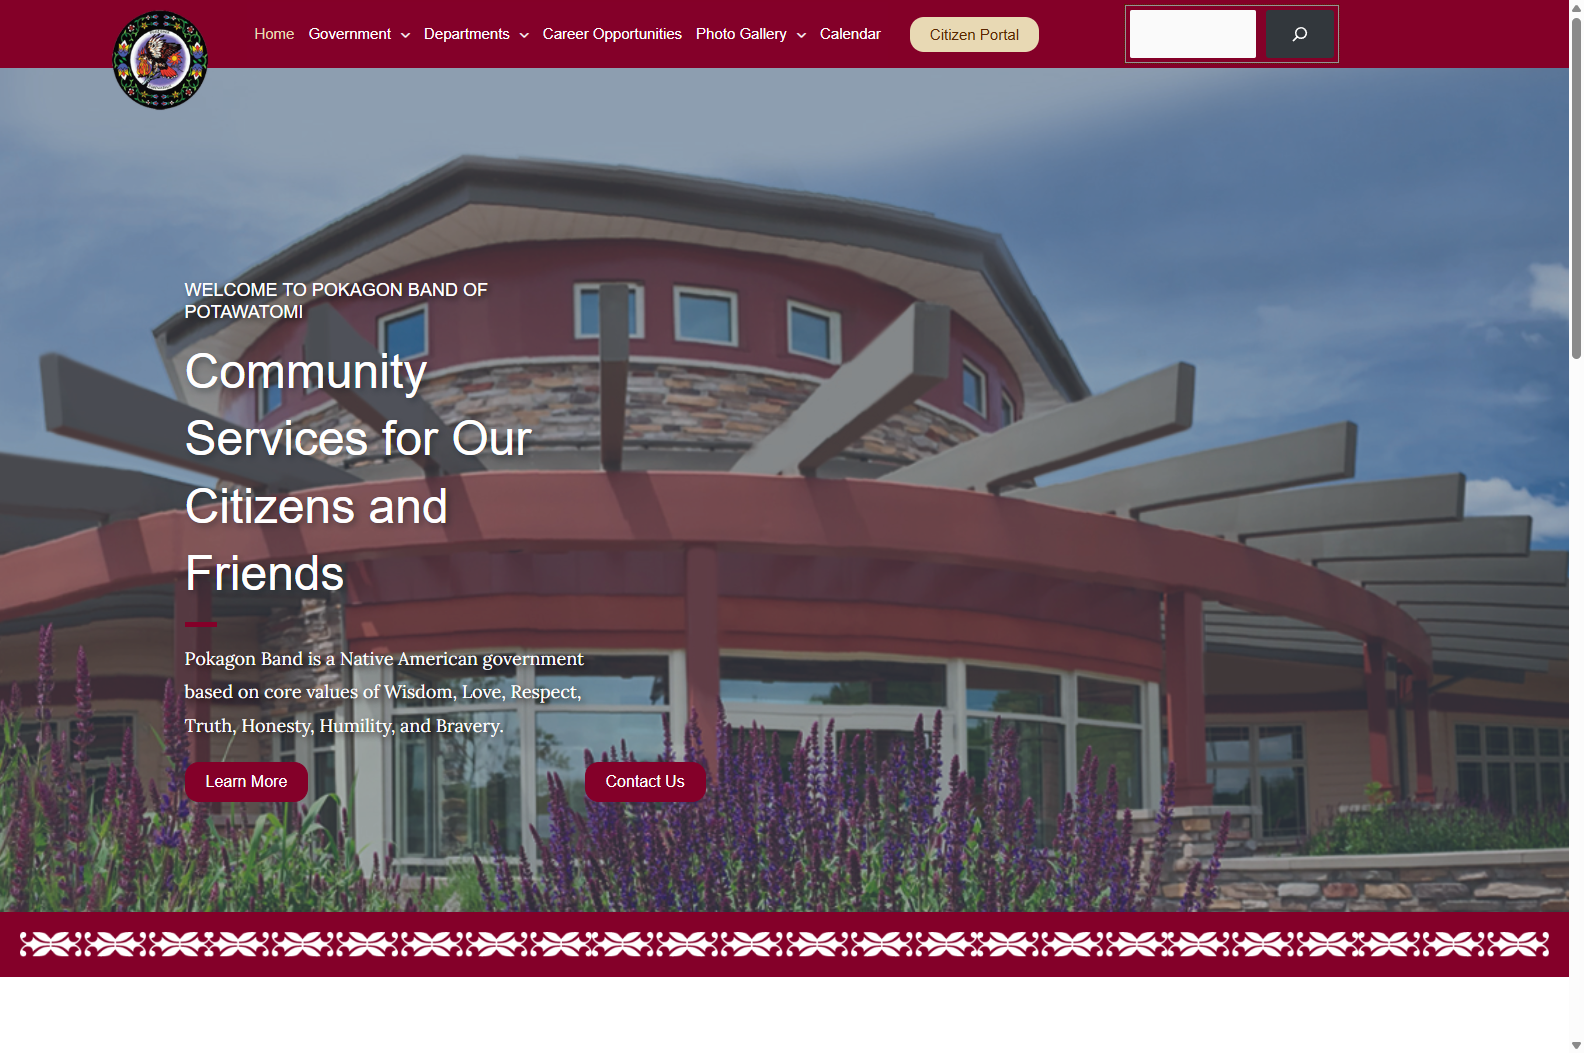 Home
Government
Departments
Career Opportunities
Photo Gallery
Calendar
Citizen Portal
WELCOME TO POKAGON BAND OF
POTAWATOMI
Community
Services for Our
Citizens and
Friends
Pokagon Band is a Native American government
based on core values of Wisdom, Love, Respect,
Truth, Honesty, Humility, and Bravery.
Learn More
Contact Us